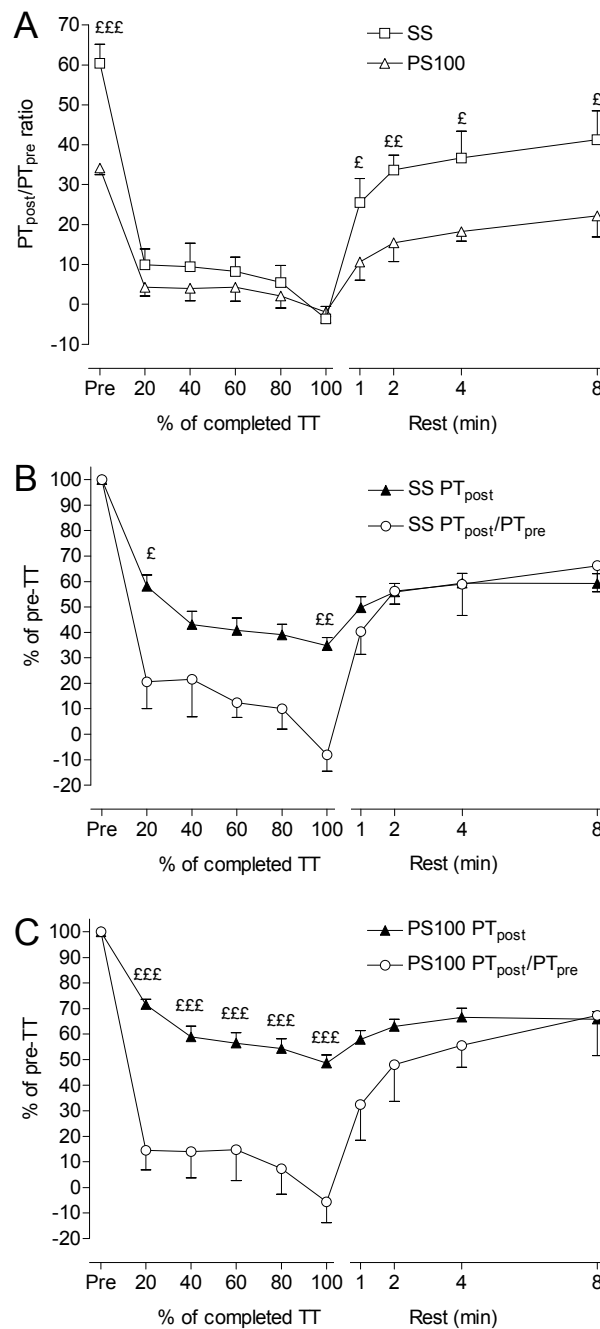 A
£££
SS
PS100
PTpost/PTpre ratio
70
60
50
40
30
20
10
0
-10
£
££
£
£
Pre 20 40 60 80 100 1 2 4 8
% of completed TT Rest (min)
B
SS PTpost
SS PTpost/PTpre
% of pre-TT
100
90
80
70
60
50
40
30
20
10
0
-10
-20
£
££
Pre 20 40 60 80 100 1 2 4 8
% of completed TT Rest (min)
C
PS100 PTpost
PS100 PTpost/PTpre
% of pre-TT
100
90
80
70
60
50
40
30
20
10
0
-10
-20
£££
£££
£££
£££
£££
Pre 20 40 60 80 100 1 2 4 8
% of completed TT Rest (min)